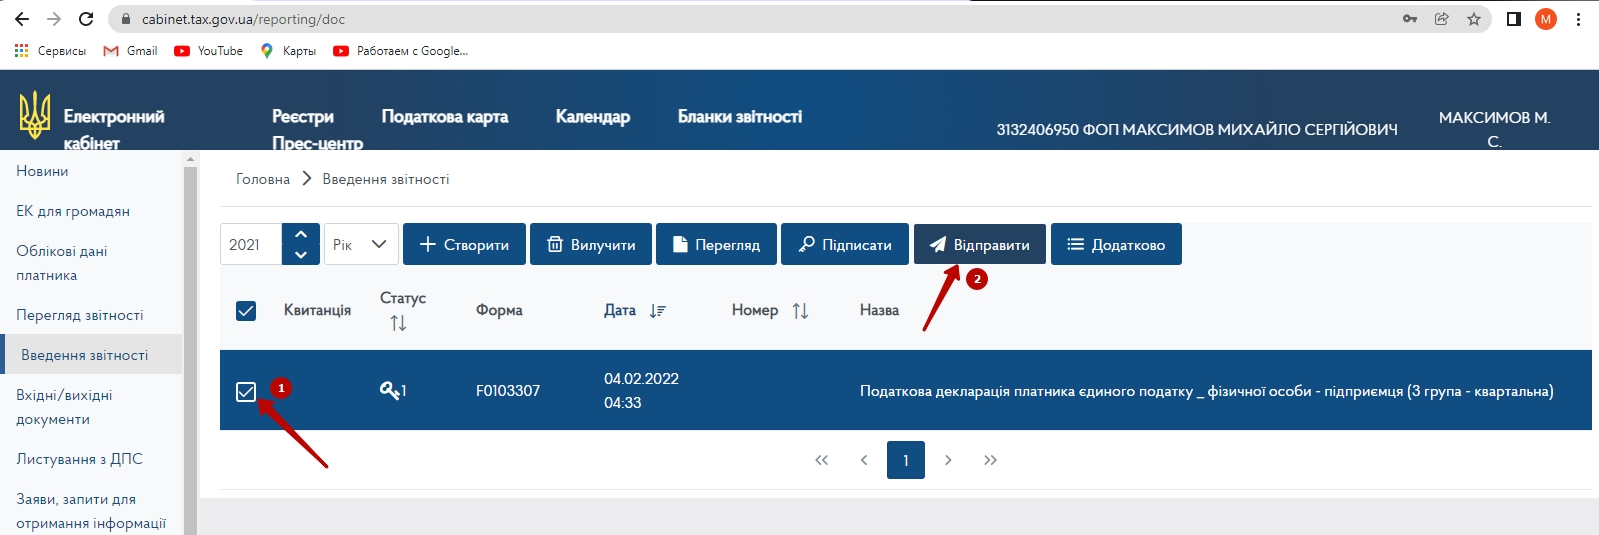 cabinet.tax.gov.ua/reporting/doc
М
Сервисы Gmail YouTube Карты Работаем с Google...
Електронний кабінет
Реєстри Податкова карта Календар Бланки звітності
Прес-центр
3132406950 ФОП МАКСИМОВ МИХАЙЛО СЕРГІЙОВИЧ
МАКСИМОВ М.
С.
Новини
ЕК для громадян
Облікові дані
платника
Перегляд звітності
Введення звітності
Вхідні/вихідні
документи
Листування з ДПС
Заяви, запити для
отримання інформації
Головна > Введення звітності
2021 Рік Створити Вилучити Перегляд Підписати Відправити Додатково
2
Квитанція Статус Форма Дата Номер Назва
1
1 F0103307 04.02.2022 04:33 Податкова декларація платника єдиного податку _ фізичної особи - підприємця (3 група - квартальна)
<< < 1 > >>